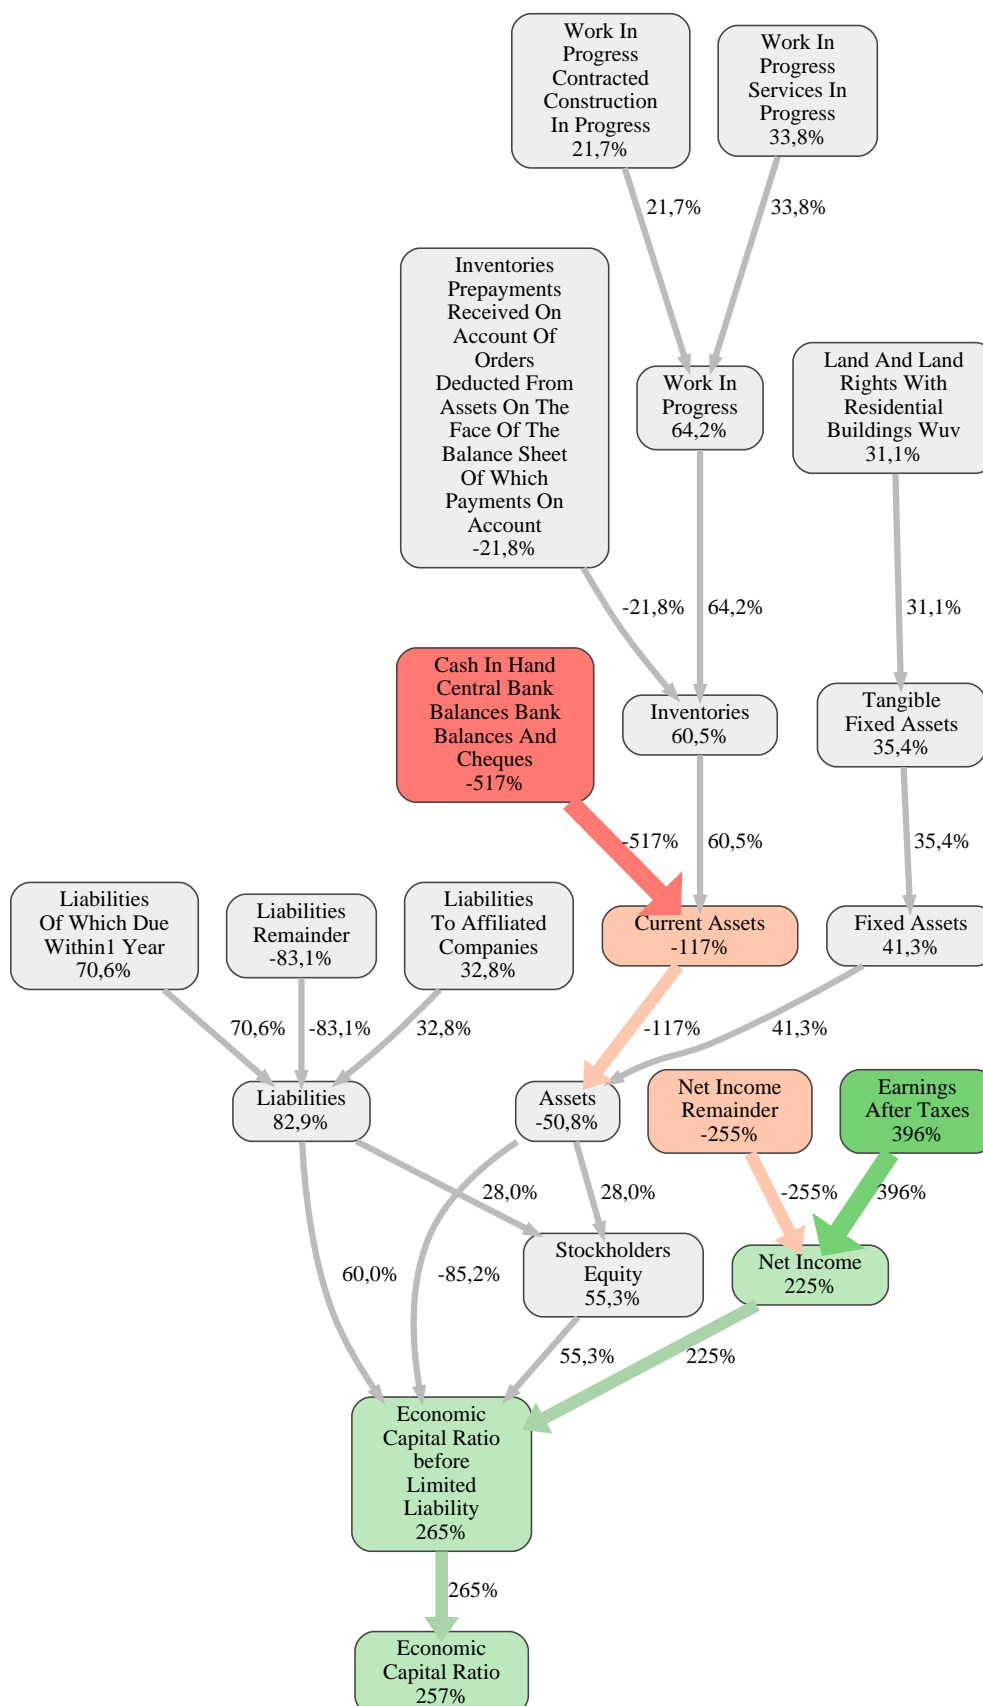 Work In
Progress
Contracted
Construction
In Progress
21,7%
Work In
Progress
Services In
Progress
33,8%
21,7%
33,8%
Inventories
Prepayments
Received On
Account Of
Orders
Deducted From
Assets On The
Face Of The
Balance Sheet
Of Which
Payments On
Account
-21,8%
Work In
Progress
64,2%
Land And Land
Rights With
Residential
Buildings Wuv
31,1%
-21,8%
64,2%
31,1%
Cash In Hand
Central Bank
Balances Bank
Balances And
Cheques
-517%
Inventories
60,5%
Tangible
Fixed Assets
35,4%
-517%
60,5%
35,4%
Liabilities
Of Which Due
Within1 Year
70,6%
Liabilities
Remainder
-83,1%
Liabilities
To Affiliated
Companies
32,8%
Current Assets
-117%
Fixed Assets
41,3%
70,6%
-83,1%
32,8%
-117%
41,3%
Liabilities
82,9%
Assets
-50,8%
Net Income
Remainder
-255%
Earnings
After Taxes
396%
28,0%
28,0%
-255%
396%
Stockholders
Equity
55,3%
Net Income
225%
60,0%
-85,2%
55,3%
225%
Economic
Capital Ratio
before
Limited
Liability
265%
265%
Economic
Capital Ratio
257%